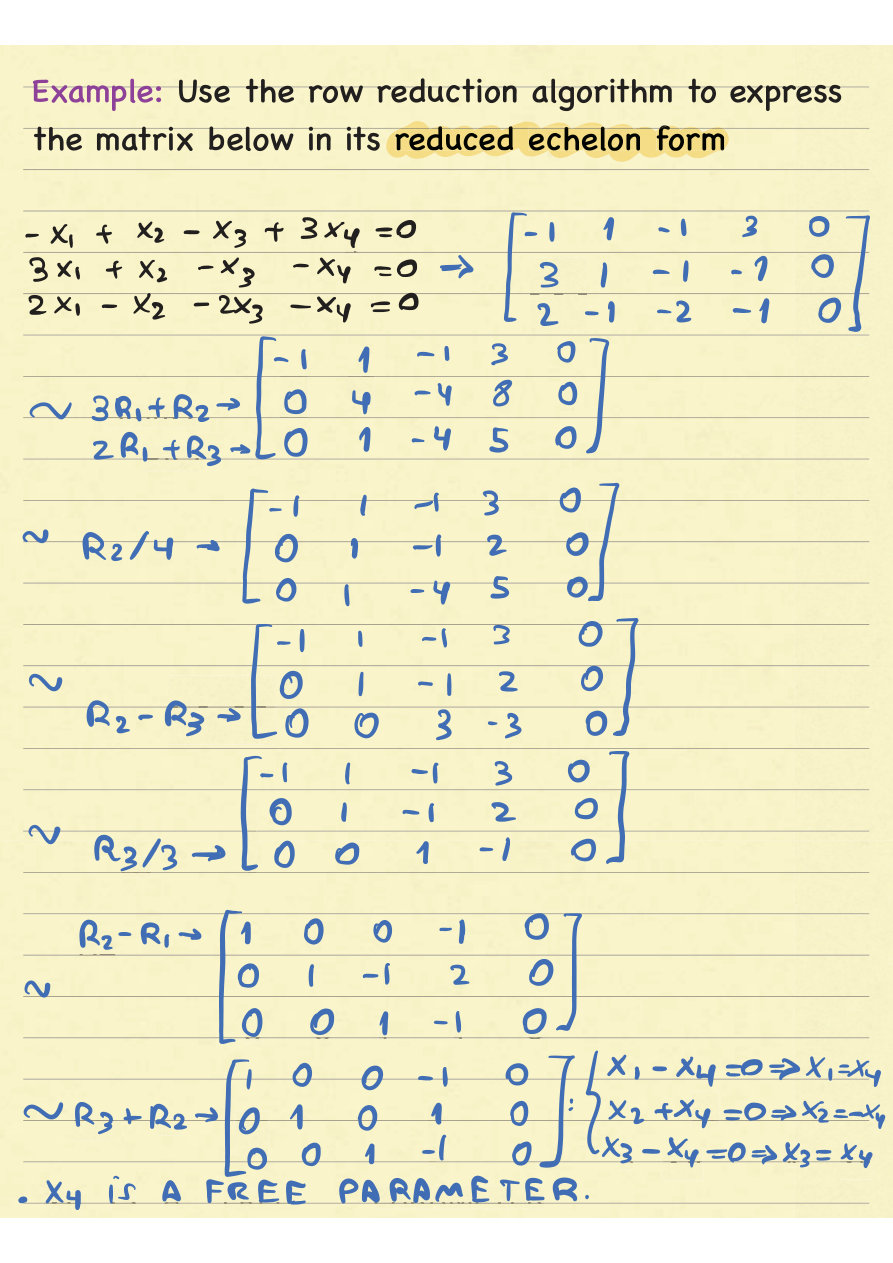 Example: Use the row reduction algorithm to express
the matrix below in its reduced echelon form
- x₁ + x₂ - x₃ + 3x₄ = 0
3x₁ + x₂ - x₃ - x₄ = 0 →
2x₁ - x₂ - 2x₃ - x₄ = 0
[-1 1 -1 3 0
3 1 -1 -1 0
2 -1 -2 -1 0]
[-1 1 -1 3 0
~ 3R₁+R₂→ 0 4 -4 8 0
2R₁+R₃→ 0 1 -4 5 0]
[-1 1 -1 3 0
~ R₂/4 → 0 1 -1 2 0
0 1 -4 5 0]
[-1 1 -1 3 0
~ 0 1 -1 2 0
R₂-R₃→ 0 0 3 -3 0]
[-1 1 -1 3 0
~ 0 1 -1 2 0
R₃/3 → 0 0 1 -1 0]
R₂-R₁→ [1 0 0 -1 0
~ 0 1 -1 2 0
0 0 1 -1 0]
[1 0 0 -1 0
~ R₃+R₂→ 0 1 0 1 0
0 0 1 -1 0] :
{ x₁ - x₄ = 0 ⇒ x₁ = x₄
x₂ + x₄ = 0 ⇒ x₂ = -x₄
x₃ - x₄ = 0 ⇒ x₃ = x₄
. x₄ is A FREE PARAMETER.